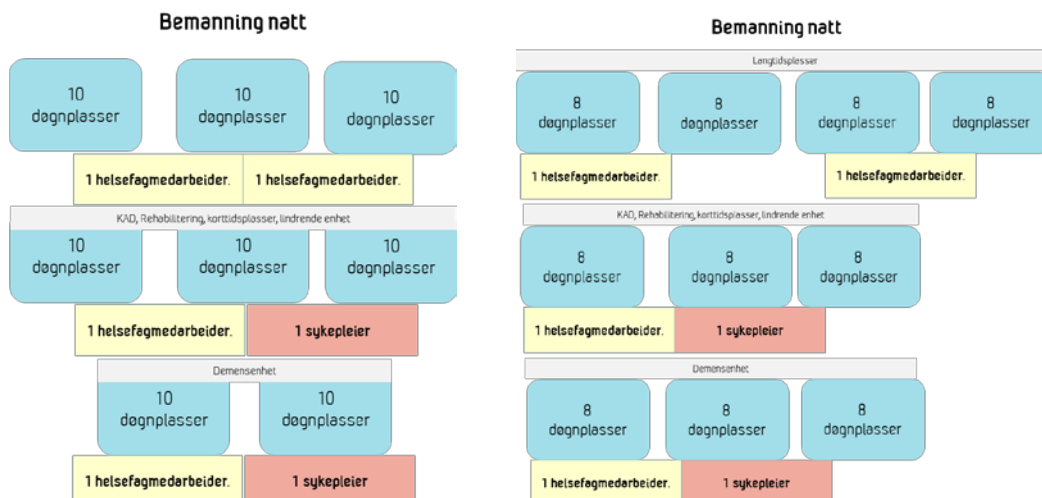 Bemanning natt
10
døgnplasser
10
døgnplasser
10
døgnplasser
1 helsefagmedarbeider.
1 helsefagmedarbeider.
KAD, Rehabilitering, korttidsplasser, lindrende enhet
10
døgnplasser
10
døgnplasser
10
døgnplasser
1 helsefagmedarbeider.
1 sykepleier
Demensenhet
10
døgnplasser
10
døgnplasser
1 helsefagmedarbeider.
1 sykepleier
Bemanning natt
Langtidsplasser
8
døgnplasser
8
døgnplasser
8
døgnplasser
8
døgnplasser
1 helsefagmedarbeider.
1 helsefagmedarbeider.
KAD, Rehabilitering, korttidsplasser, lindrende enhet
8
døgnplasser
8
døgnplasser
8
døgnplasser
1 helsefagmedarbeider.
1 sykepleier
Demensenhet
8
døgnplasser
8
døgnplasser
8
døgnplasser
1 helsefagmedarbeider.
1 sykepleier